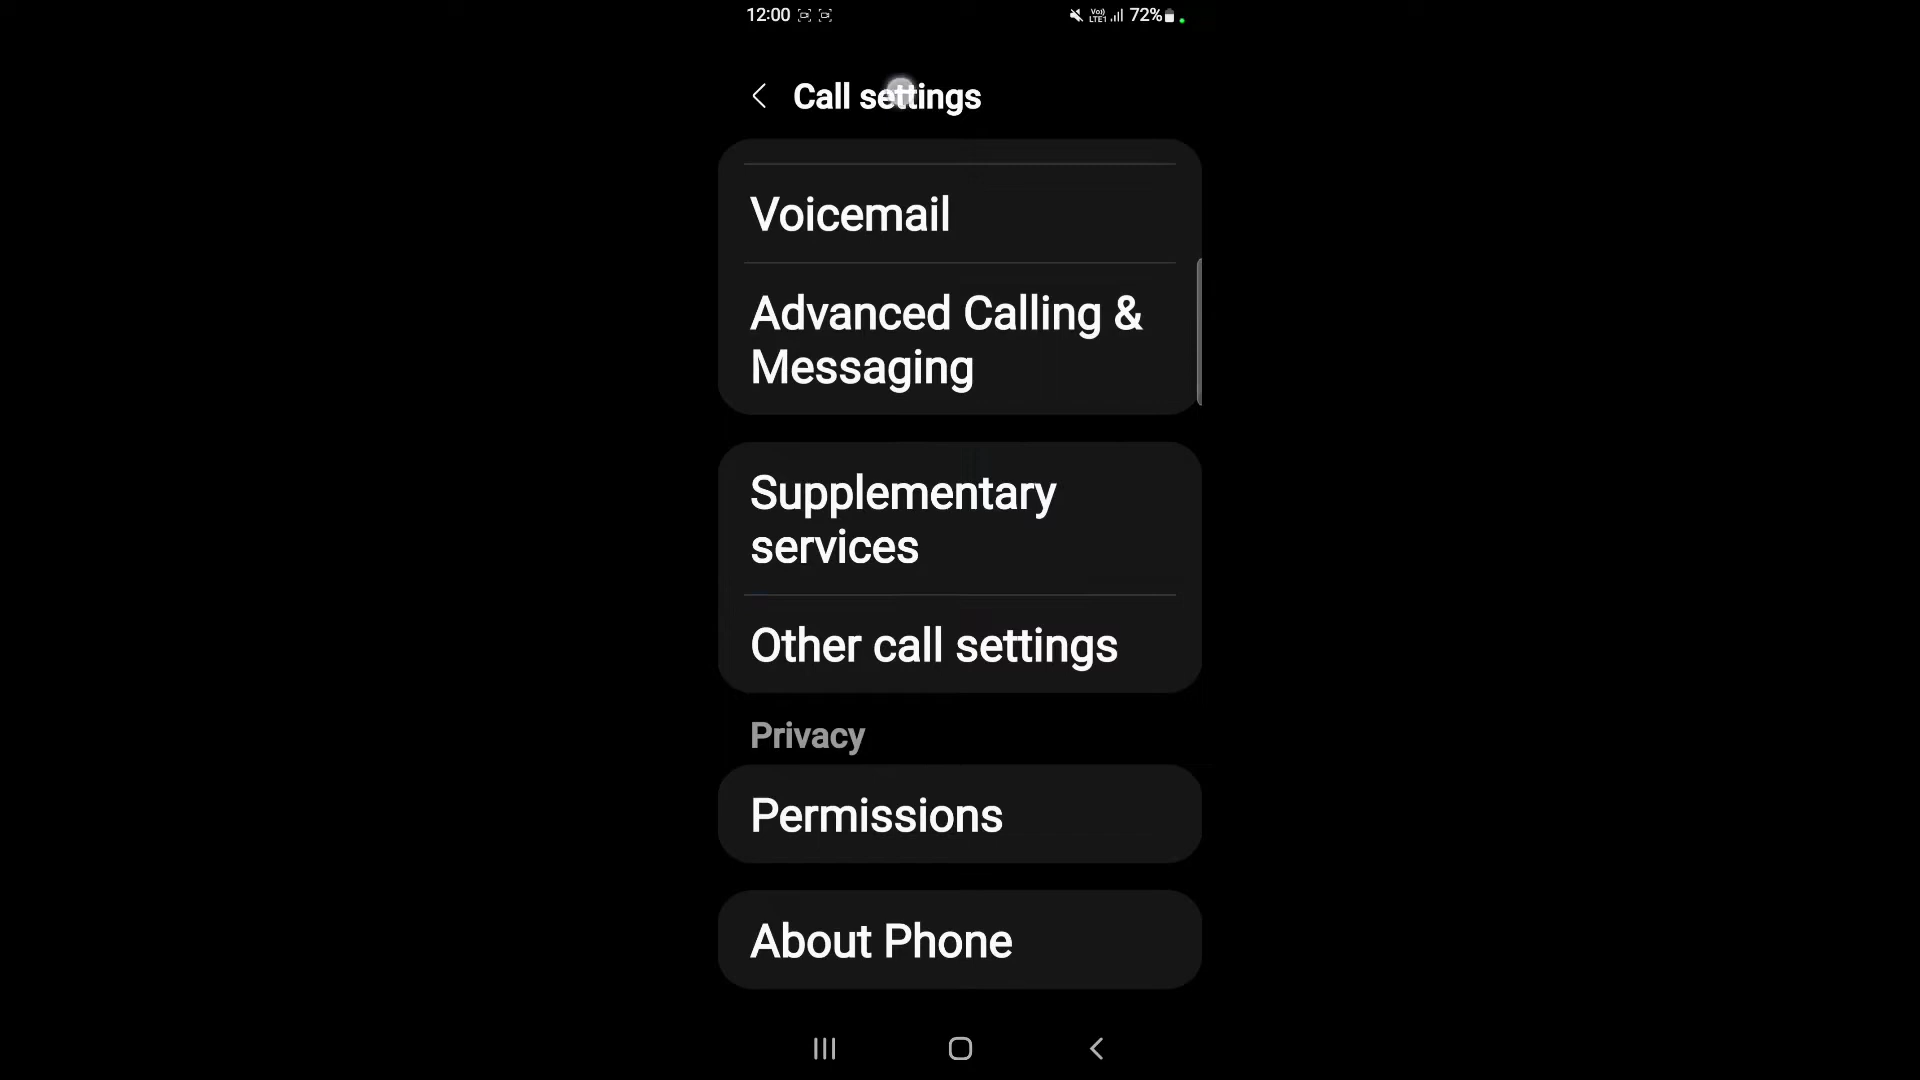 12:00 72%
Call settings
Voicemail
Advanced Calling &
Messaging
Supplementary
services
Other call settings
Privacy
Permissions
About Phone